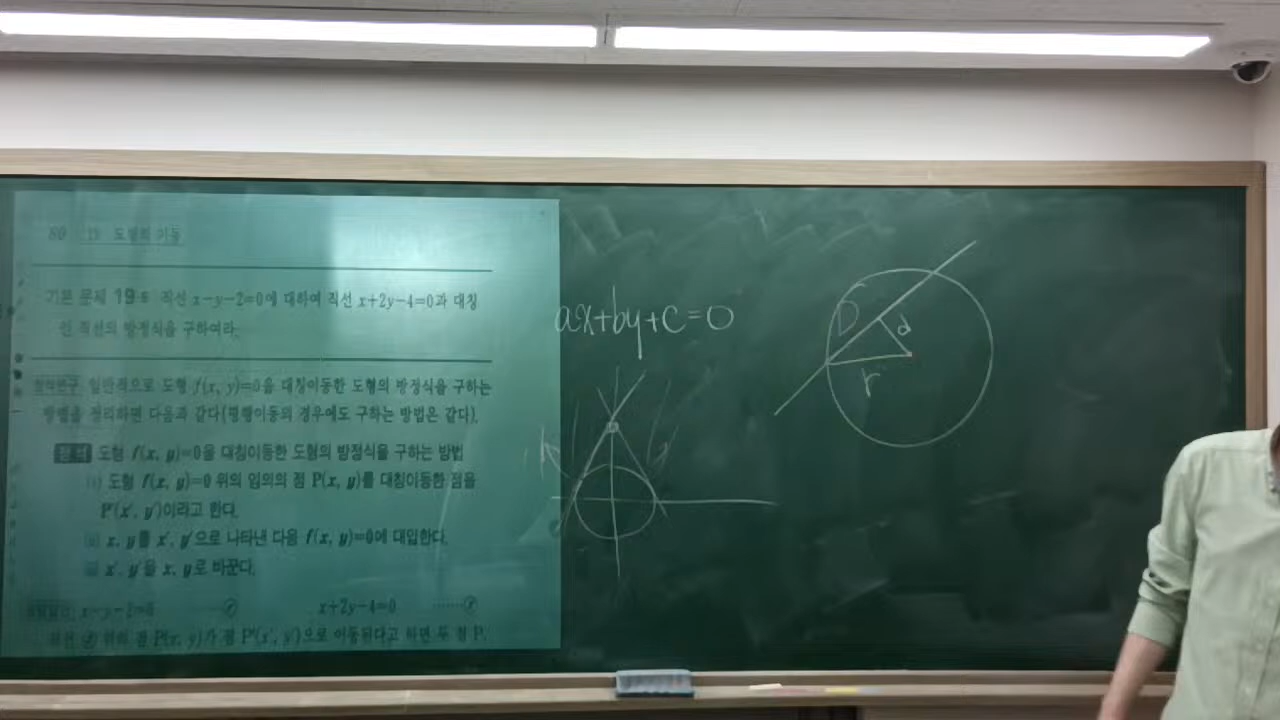 80 19 도형의 이동
기본 문제 19·8 직선 x−y−2=0에 대하여 직선 x+2y−4=0과 대칭
인 직선의 방정식을 구하여라.
정석연구 일반적으로 도형 f(x, y)=0을 대칭이동한 도형의 방정식을 구하는
방법을 정리하면 다음과 같다(평행이동의 경우에도 구하는 방법은 같다).
정석 도형 f(x, y)=0을 대칭이동한 도형의 방정식을 구하는 방법
(i) 도형 f(x, y)=0 위의 임의의 점 P(x, y)를 대칭이동한 점을
P′(x′, y′)이라고 한다.
x, y를 x′, y′으로 나타낸 다음 f(x, y)=0에 대입한다.
x′, y′을 x, y로 바꾼다.
x−y−2=0 ······② x+2y−4=0 ······②
직선 ② 위의 점 P(x, y)가 점 P′(x′, y′)으로 이동된다고 하면 두 점 P,
ax+by+c=0
d
r